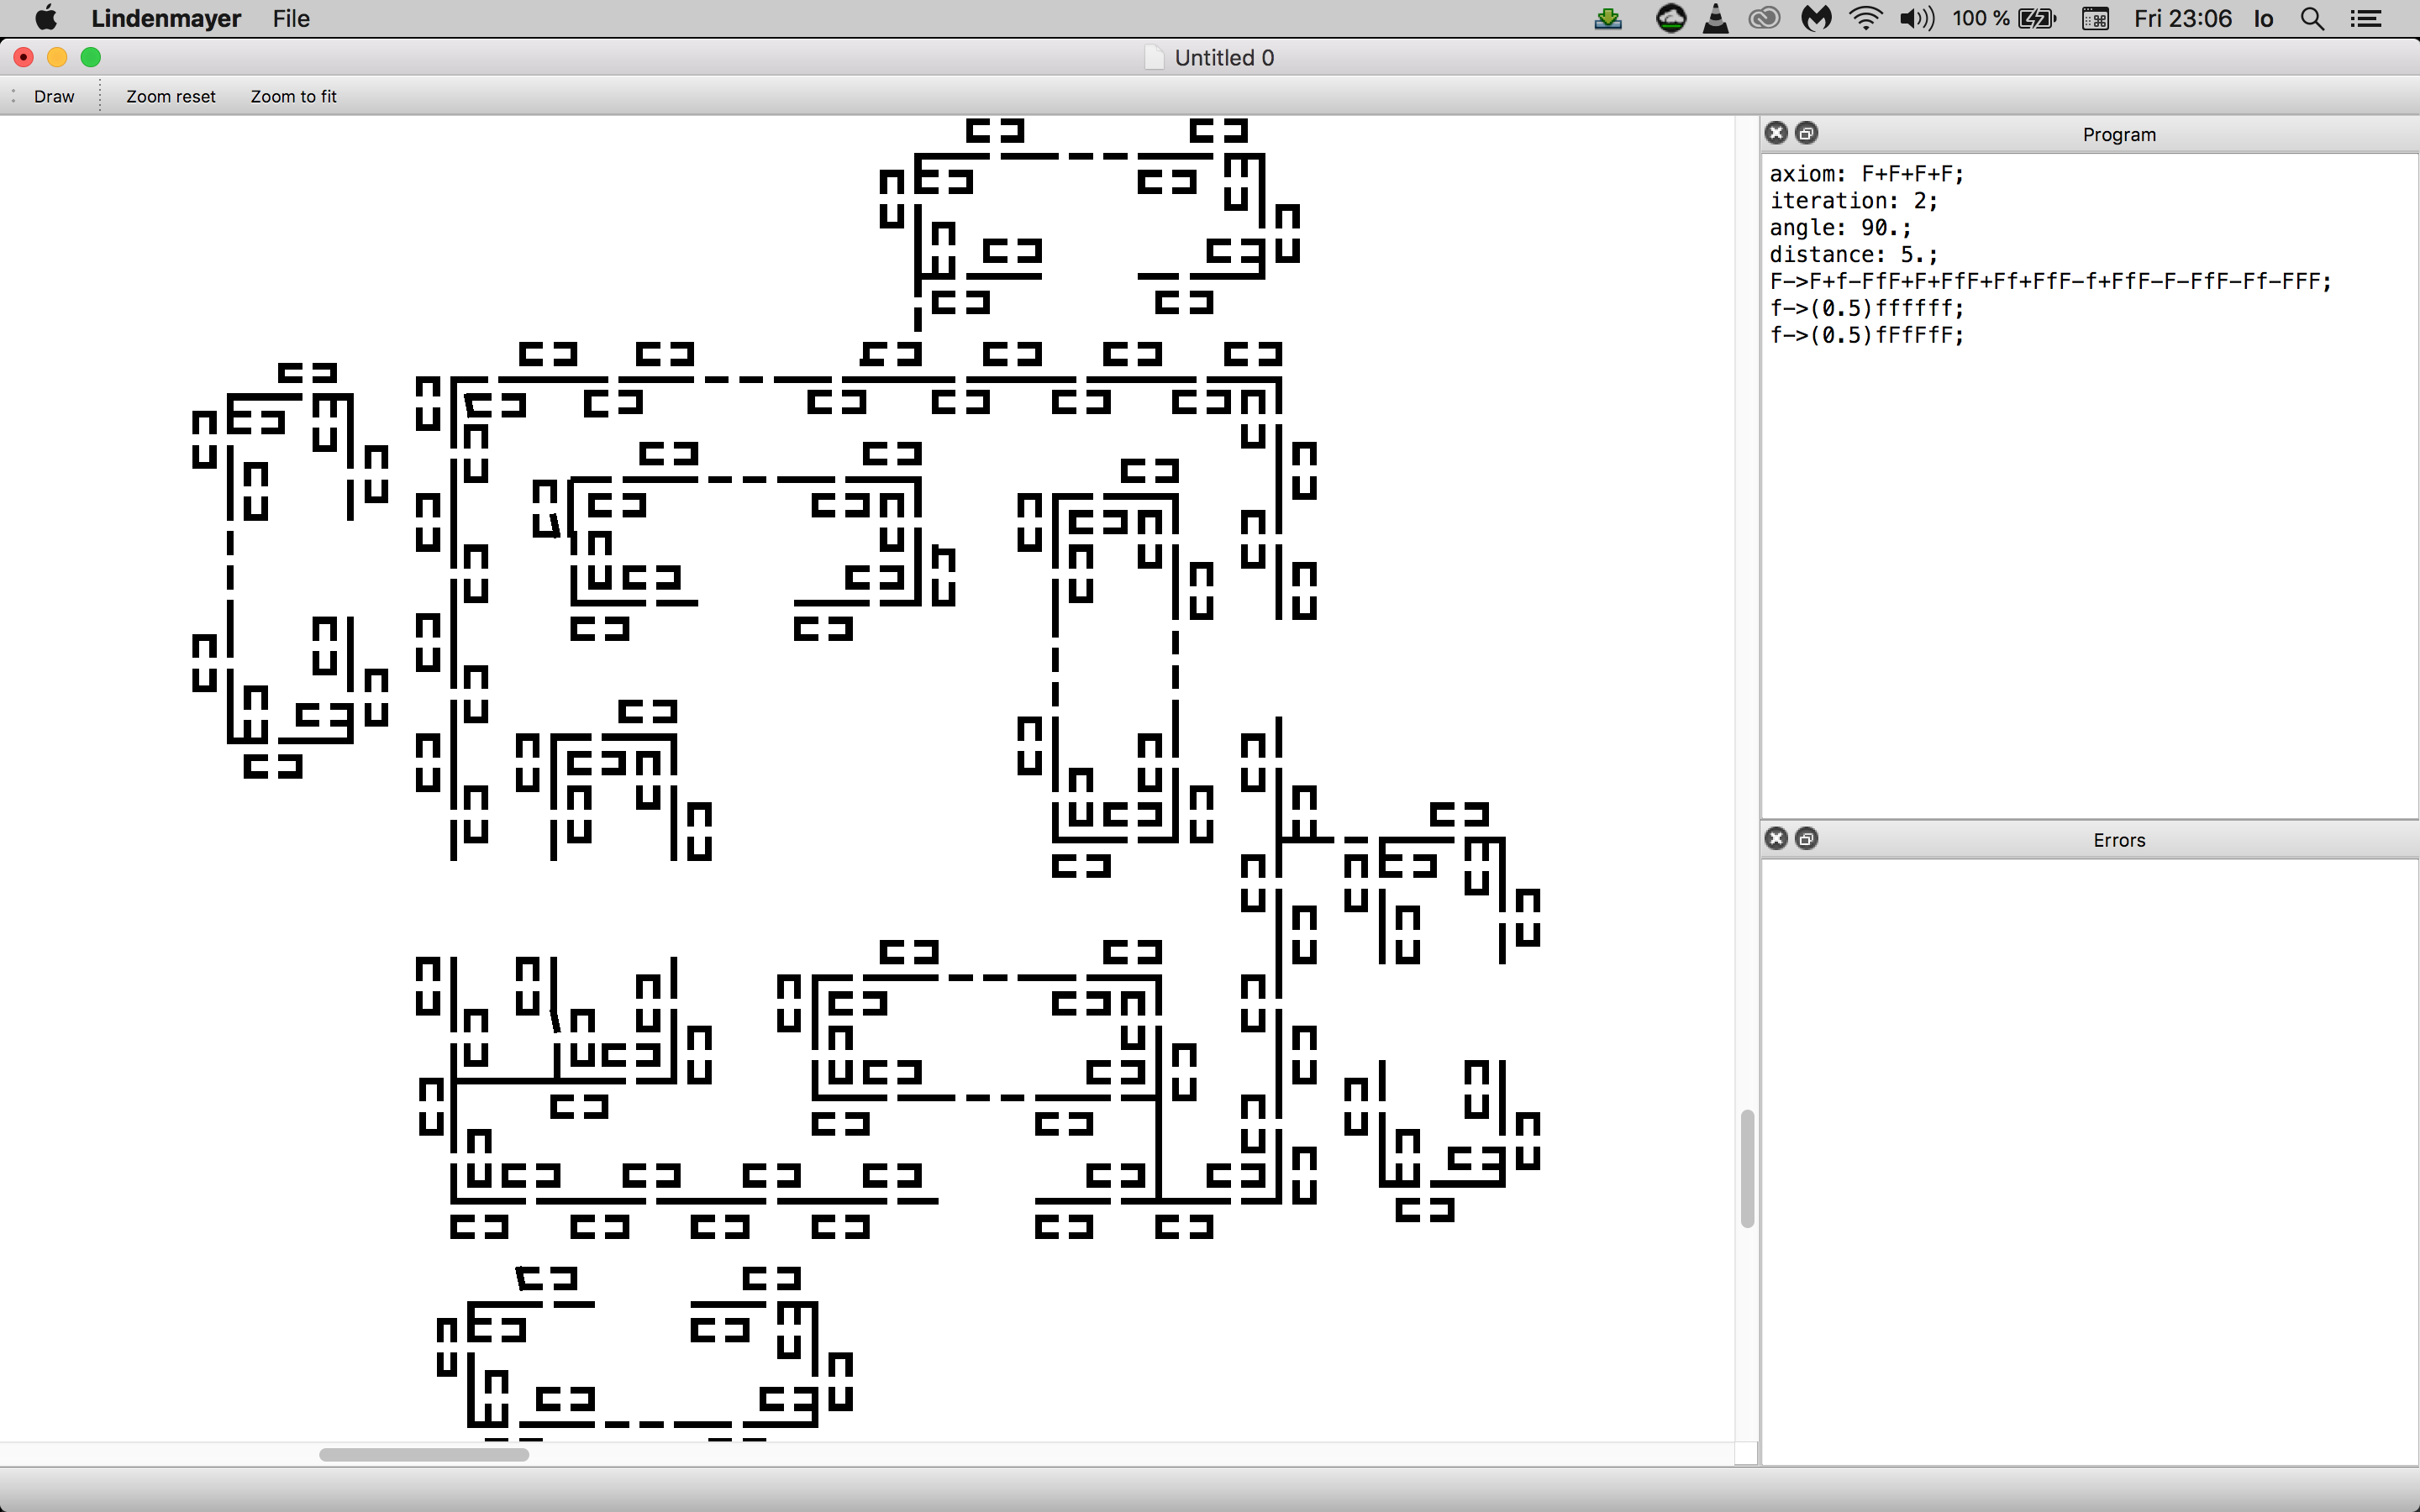 Lindenmayer File 100 % Fri 23:06 Io
Untitled 0
Draw Zoom reset Zoom to fit
Program
axiom: F+F+F+F;
iteration: 2;
angle: 90.;
distance: 5.;
F->F+f-FfF+F+FfF+Ff+FfF-f+FfF-F-FfF-Ff-FFF;
f->(0.5)ffffff;
f->(0.5)fFfFfF;
Errors